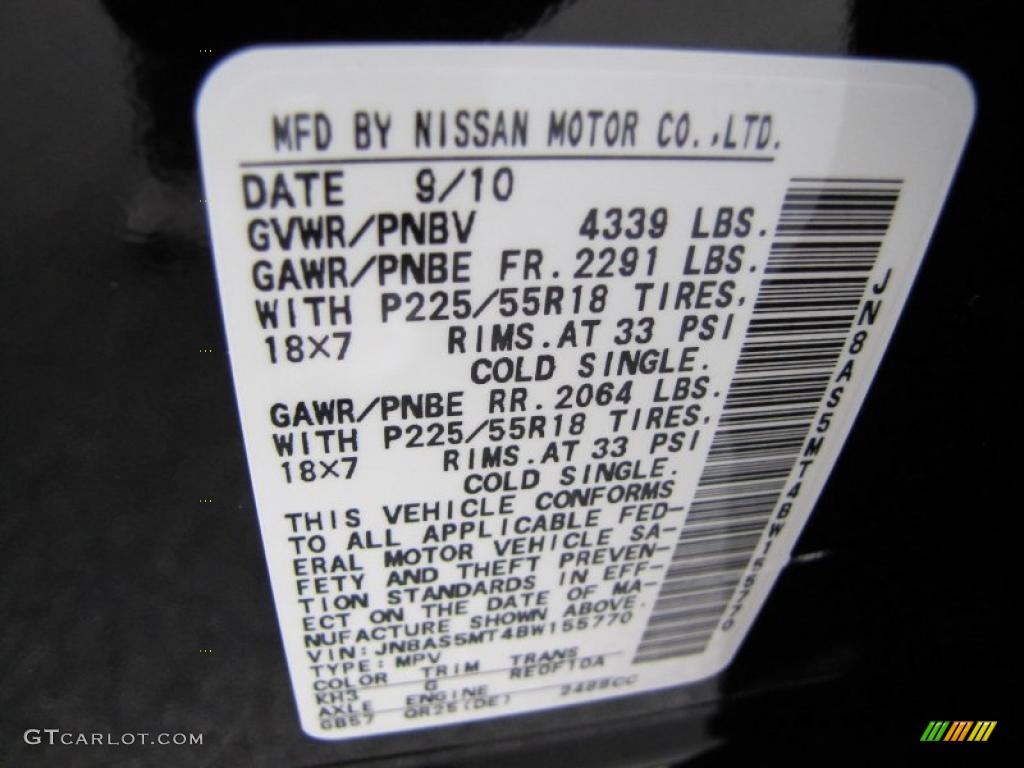 MFD BY NISSAN MOTOR CO.,LTD.
DATE 9/10
GVWR/PNBV 4339 LBS.
GAWR/PNBE FR.2291 LBS.
WITH P225/55R18 TIRES,
18×7 RIMS.AT 33 PSI
COLD SINGLE.
GAWR/PNBE RR.2064 LBS.
WITH P225/55R18 TIRES,
18×7 RIMS.AT 33 PSI
COLD SINGLE.
THIS VEHICLE CONFORMS
TO ALL APPLICABLE FED-
ERAL MOTOR VEHICLE SA-
FETY AND THEFT PREVEN-
TION STANDARDS IN EFF-
ECT ON THE DATE OF MA-
NUFACTURE SHOWN ABOVE.
VIN:JN8AS5MT4BW155770
TYPE:MPV
COLOR TRIM TRANS
KH3 G RE0F10A
AXLE ENGINE
GB57 QR25(DE) 2488CC
JN8AS5MT4BW155770
GTCARLOT.COM